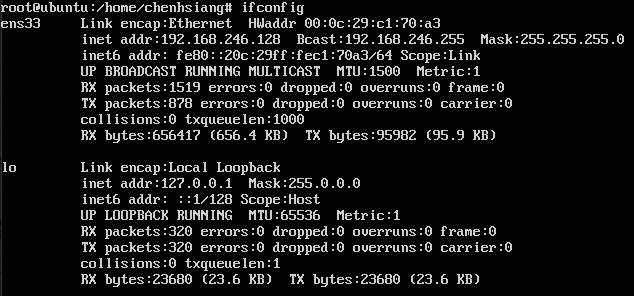 root@ubuntu:/home/chenhsiang# ifconfig
ens33     Link encap:Ethernet  HWaddr 00:0c:29:c1:70:a3
          inet addr:192.168.246.128  Bcast:192.168.246.255  Mask:255.255.255.0
          inet6 addr: fe80::20c:29ff:fec1:70a3/64 Scope:Link
          UP BROADCAST RUNNING MULTICAST  MTU:1500  Metric:1
          RX packets:1519 errors:0 dropped:0 overruns:0 frame:0
          TX packets:878 errors:0 dropped:0 overruns:0 carrier:0
          collisions:0 txqueuelen:1000
          RX bytes:656417 (656.4 KB)  TX bytes:95982 (95.9 KB)

lo        Link encap:Local Loopback
          inet addr:127.0.0.1  Mask:255.0.0.0
          inet6 addr: ::1/128 Scope:Host
          UP LOOPBACK RUNNING  MTU:65536  Metric:1
          RX packets:320 errors:0 dropped:0 overruns:0 frame:0
          TX packets:320 errors:0 dropped:0 overruns:0 carrier:0
          collisions:0 txqueuelen:1
          RX bytes:23680 (23.6 KB)  TX bytes:23680 (23.6 KB)